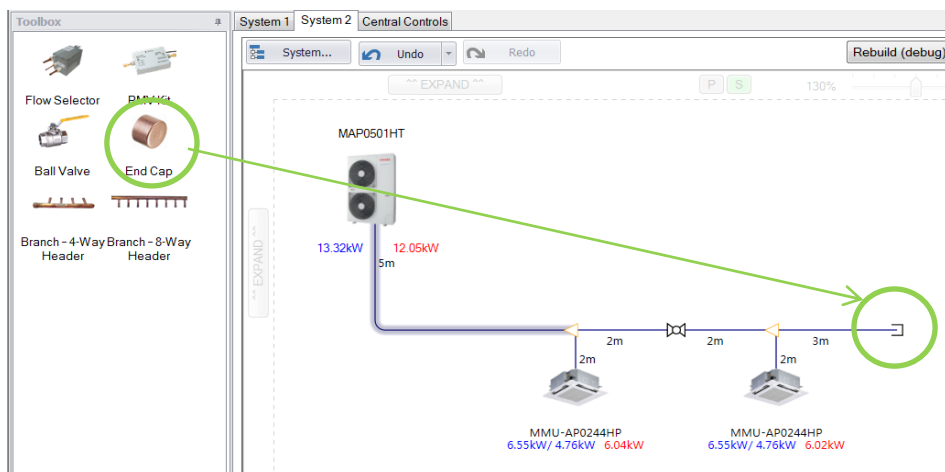 Toolbox
System 1
System 2
Central Controls
System...
Undo
Redo
Rebuild (debug)
^^ EXPAND ^^
P
S
130%
Flow Selector
PMV Kit
Ball Valve
End Cap
Branch - 4-Way
Header
Branch - 8-Way
Header
^^ EXPAND ^^
MAP0501HT
13.32kW
12.05kW
5m
2m
2m
3m
2m
2m
MMU-AP0244HP
6.55kW/ 4.76kW 6.04kW
MMU-AP0244HP
6.55kW/ 4.76kW 6.02kW